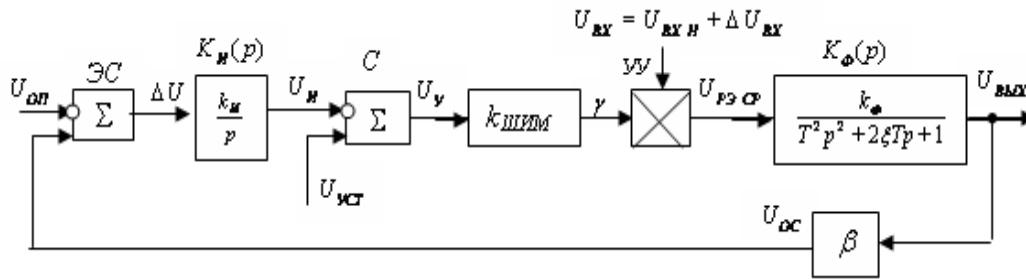 U_ВХ = U_ВХ Н + ΔU_ВХ
ЭС
K_И(p)
С
УУ
K_Ф(p)
U_ОП
ΔU
U_И
U_У
γ
U_РЭ СР
U_ВЫХ
Σ
k_И / p
Σ
k_ШИМ
k_Ф / T²p² + 2ξTp + 1
U_УСТ
U_ОС
β